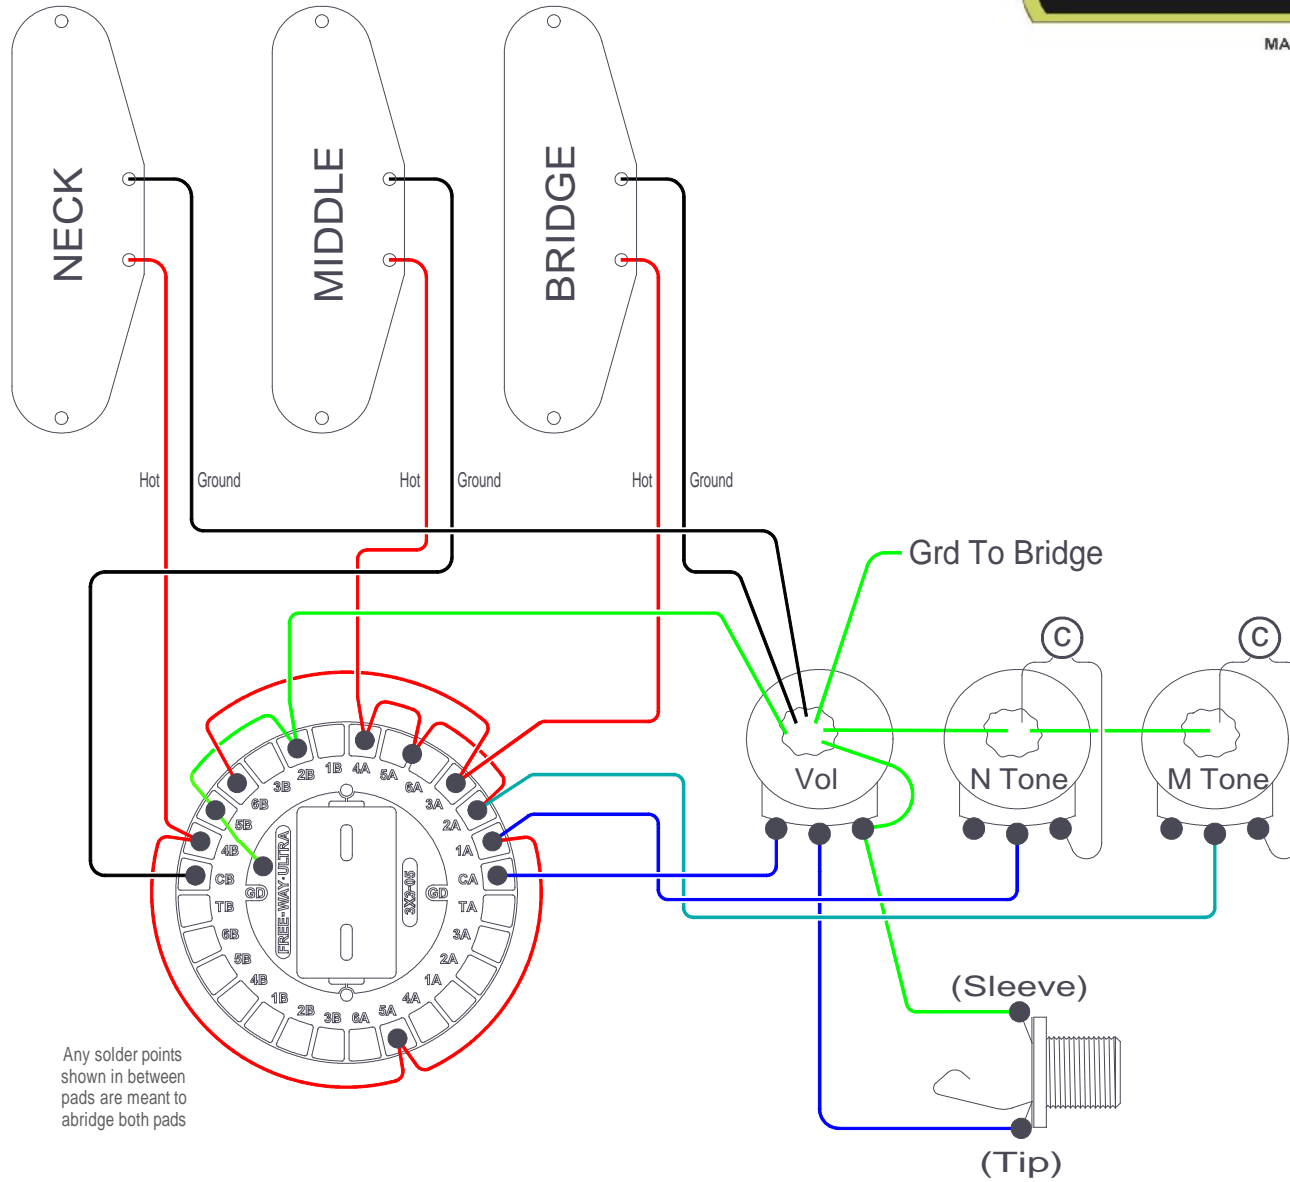 MA
NECK
MIDDLE
BRIDGE
Hot
Ground
Hot
Ground
Hot
Ground
Grd To Bridge
C
C
Vol
N Tone
M Tone
1B
4A
5A
6A
3A
2A
1A
CA
TA
3A
2A
1A
4A
5A
6A
3B
2B
1B
4B
5B
6B
TB
CB
4B
5B
6B
3B
2B
GD
FREE-WAY-ULTRA
3X3-05
GD
(Sleeve)
(Tip)
Any solder points
shown in between
pads are meant to
abridge both pads